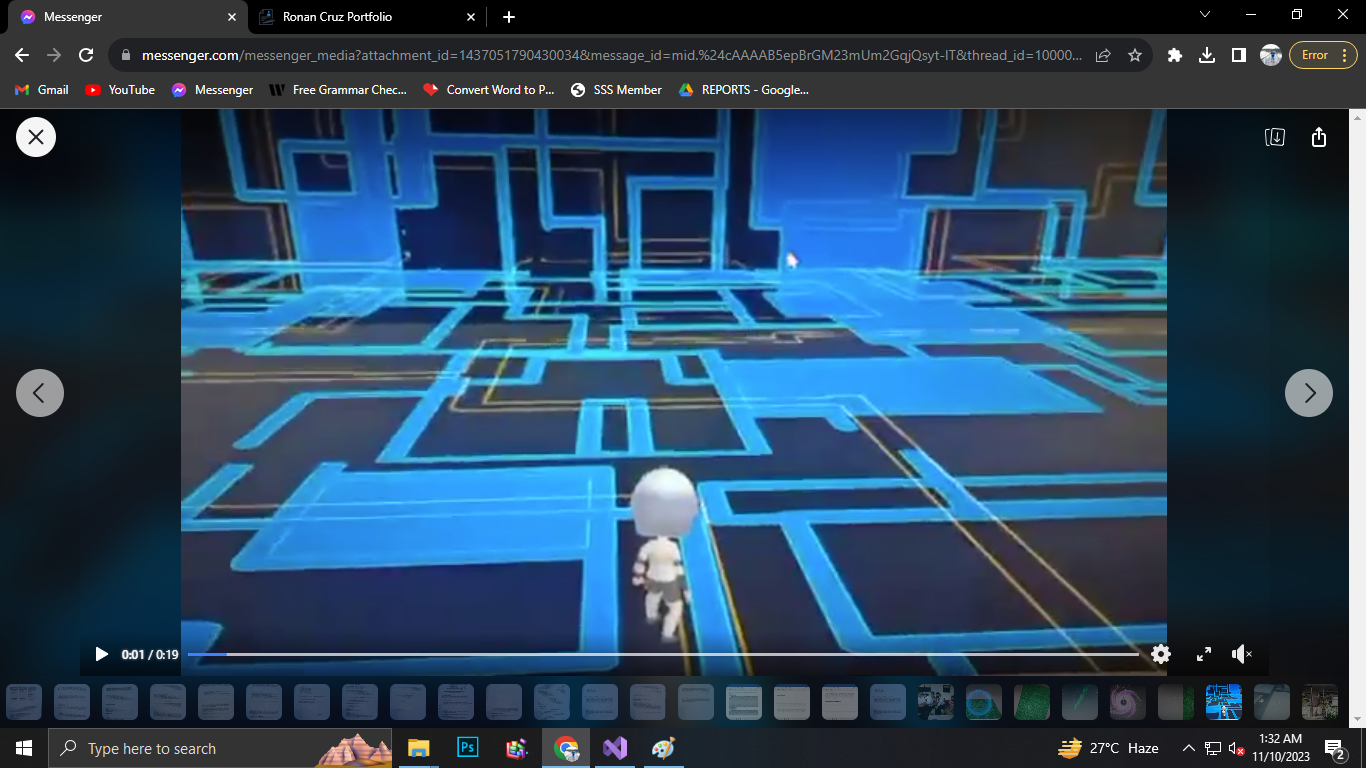 Messenger
Ronan Cruz Portfolio
messenger.com/messenger_media?attachment_id=1437051790430034&message_id=mid.%24cAAAAB5epBrGM23mUm2GqjQsyt-IT&thread_id=10000...
Error
Gmail
YouTube
Messenger
Free Grammar Chec...
Convert Word to P...
SSS Member
REPORTS - Google...
0:01 / 0:19
Type here to search
Ps
27°C Haze
1:32 AM
11/10/2023
2